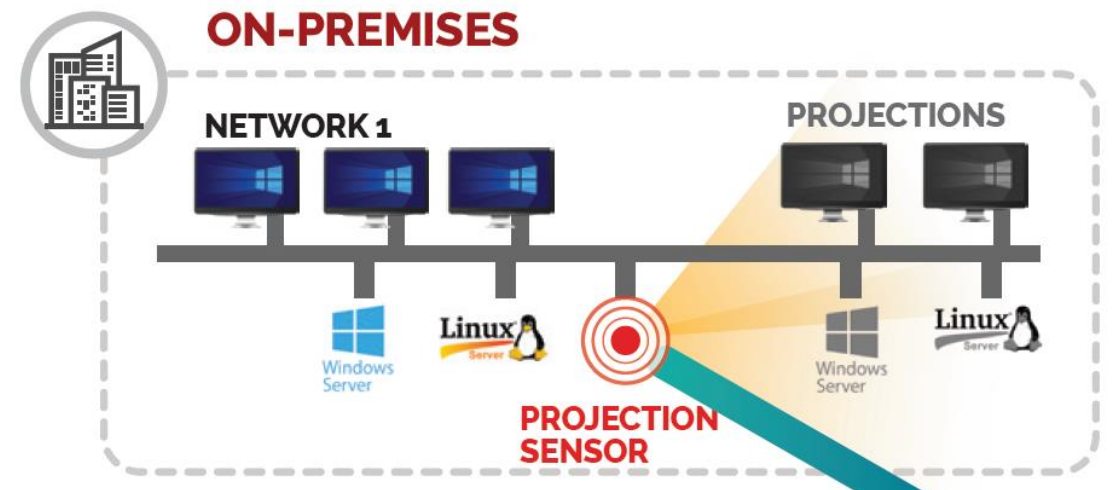 ON-PREMISES
NETWORK 1
PROJECTIONS
Windows
Server
Linux
Server
PROJECTION
SENSOR
Windows
Server
Linux
Server